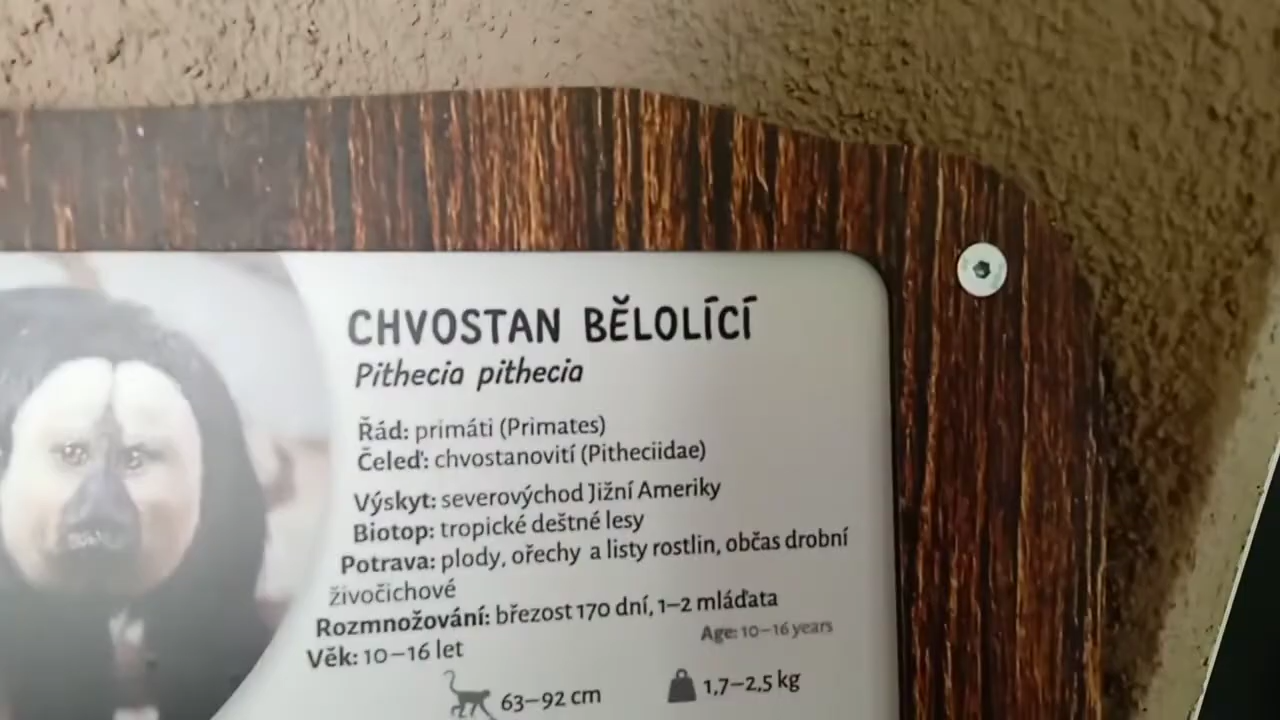 CHVOSTAN BĚLOLÍCÍ
Pithecia pithecia
Řád: primáti (Primates)
Čeleď: chvostanovití (Pitheciidae)
Výskyt: severovýchod Jižní Ameriky
Biotop: tropické deštné lesy
Potrava: plody, ořechy a listy rostlin, občas drobní
živočichové
Rozmnožování: březost 170 dní, 1–2 mláďata
Age: 10–16 years
Věk: 10–16 let
63–92 cm
1,7–2,5 kg